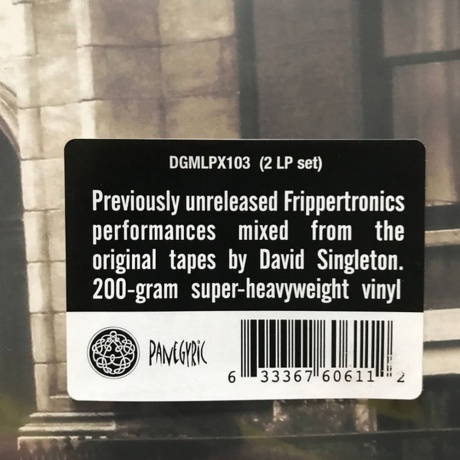 DGMLPX103 (2 LP set)
Previously unreleased Frippertronics
performances mixed from the
original tapes by David Singleton.
200-gram super-heavyweight vinyl
PANEGYRIC
6 33367 60611 2